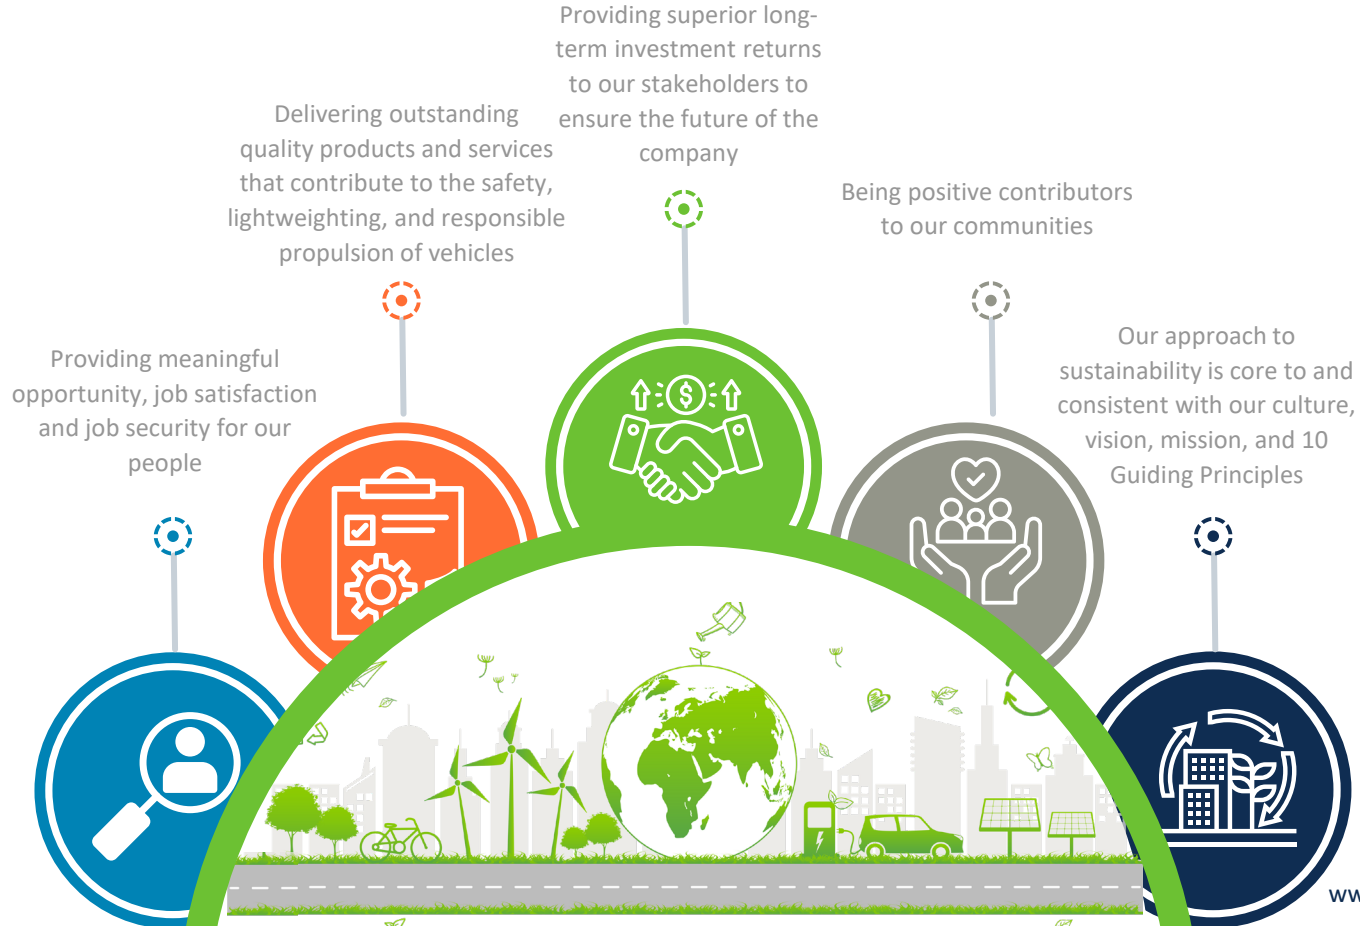 Providing superior long-
term investment returns
to our stakeholders to
ensure the future of the
company
Delivering outstanding
quality products and services
that contribute to the safety,
lightweighting, and responsible
propulsion of vehicles
Being positive contributors
to our communities
Providing meaningful
opportunity, job satisfaction
and job security for our
people
Our approach to
sustainability is core to and
consistent with our culture,
vision, mission, and 10
Guiding Principles
$